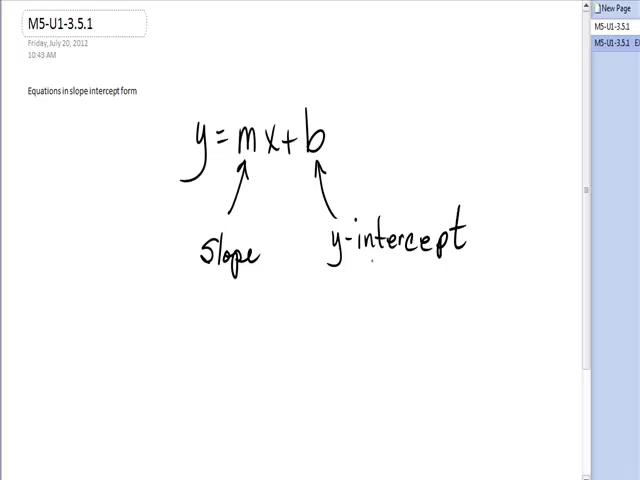 M5-U1-3.5.1
Friday, July 20, 2012
10:43 AM
Equations in slope intercept form
y = mx + b
slope
y-intercept
New Page
M5-U1-3.5.1
M5-U1-3.5.1